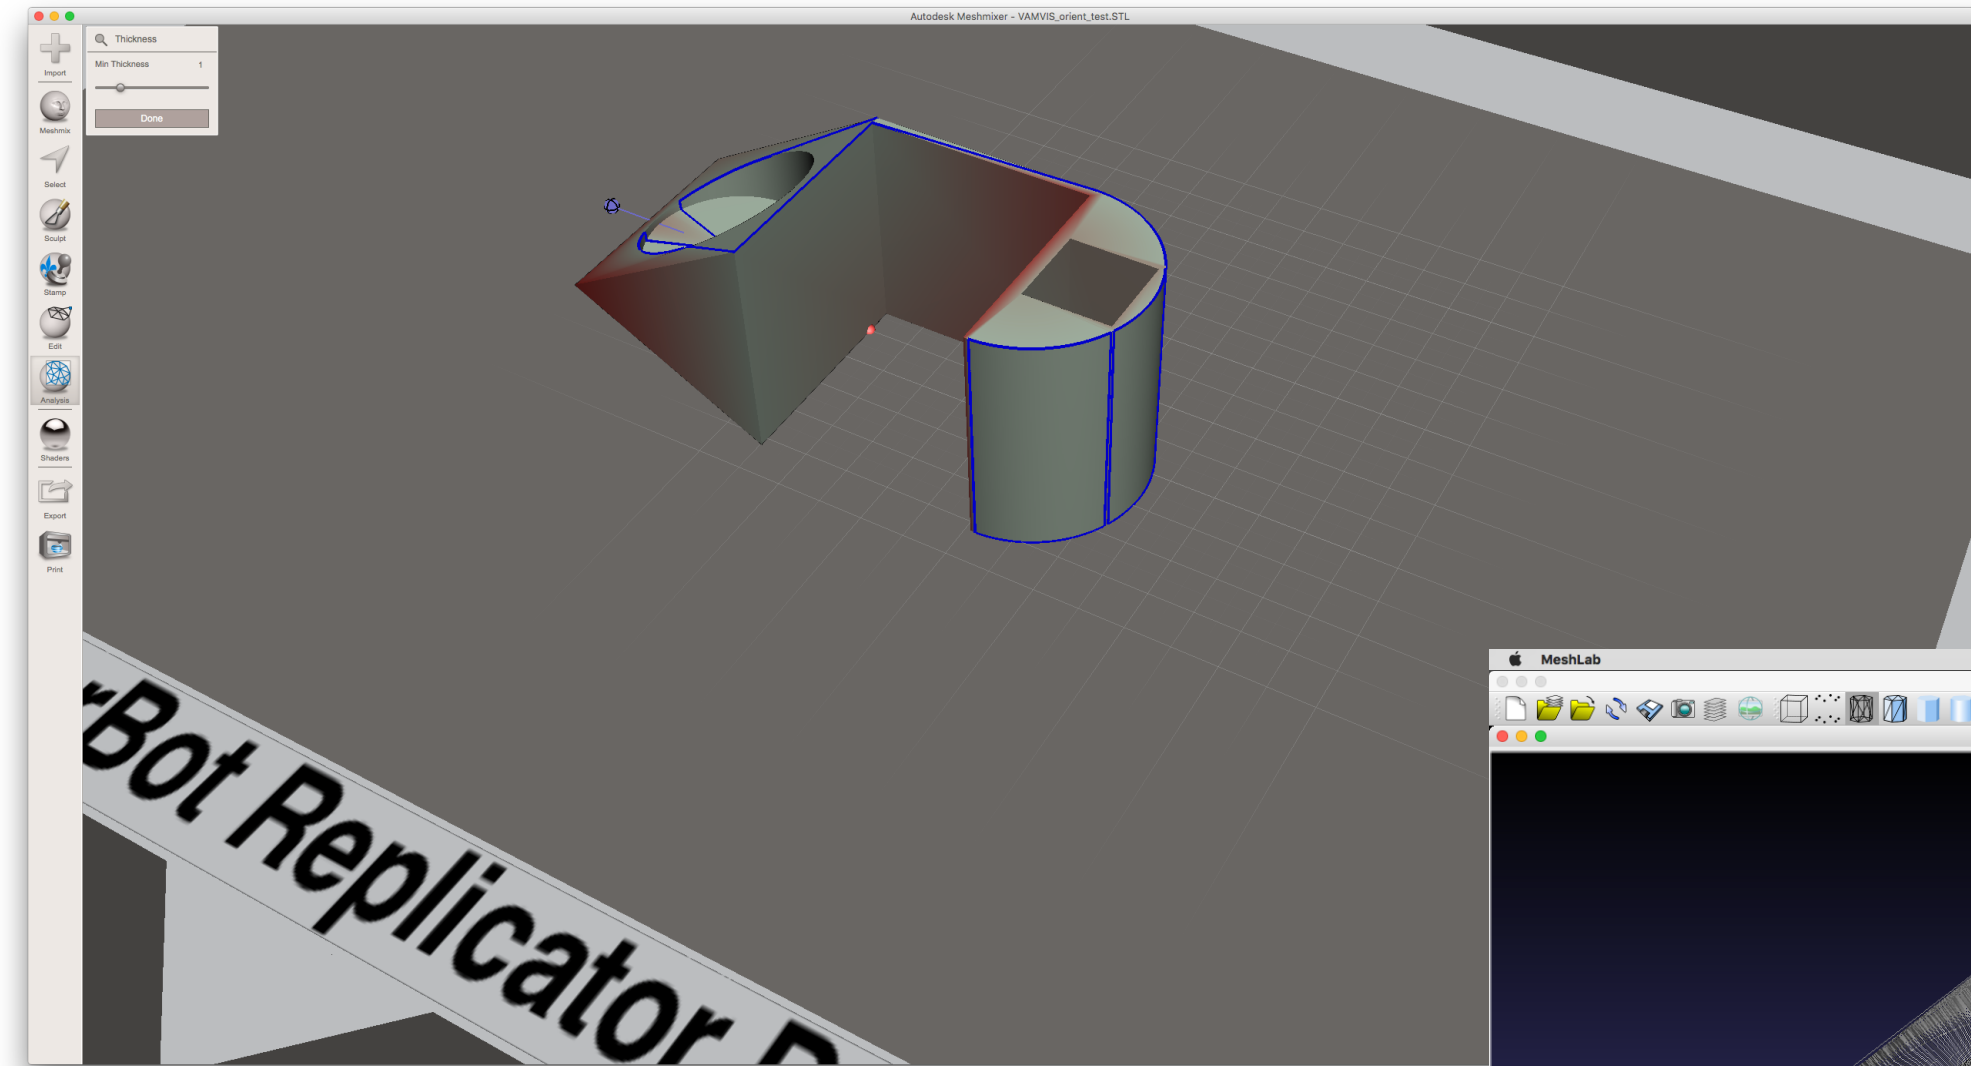 Autodesk Meshmixer - VAMVIS_orient_test.STL
Thickness
Min Thickness 1
Done
Import
Meshmix
Select
Sculpt
Stamp
Edit
Analysis
Shaders
Export
Print
MeshLab
rBot Replicator